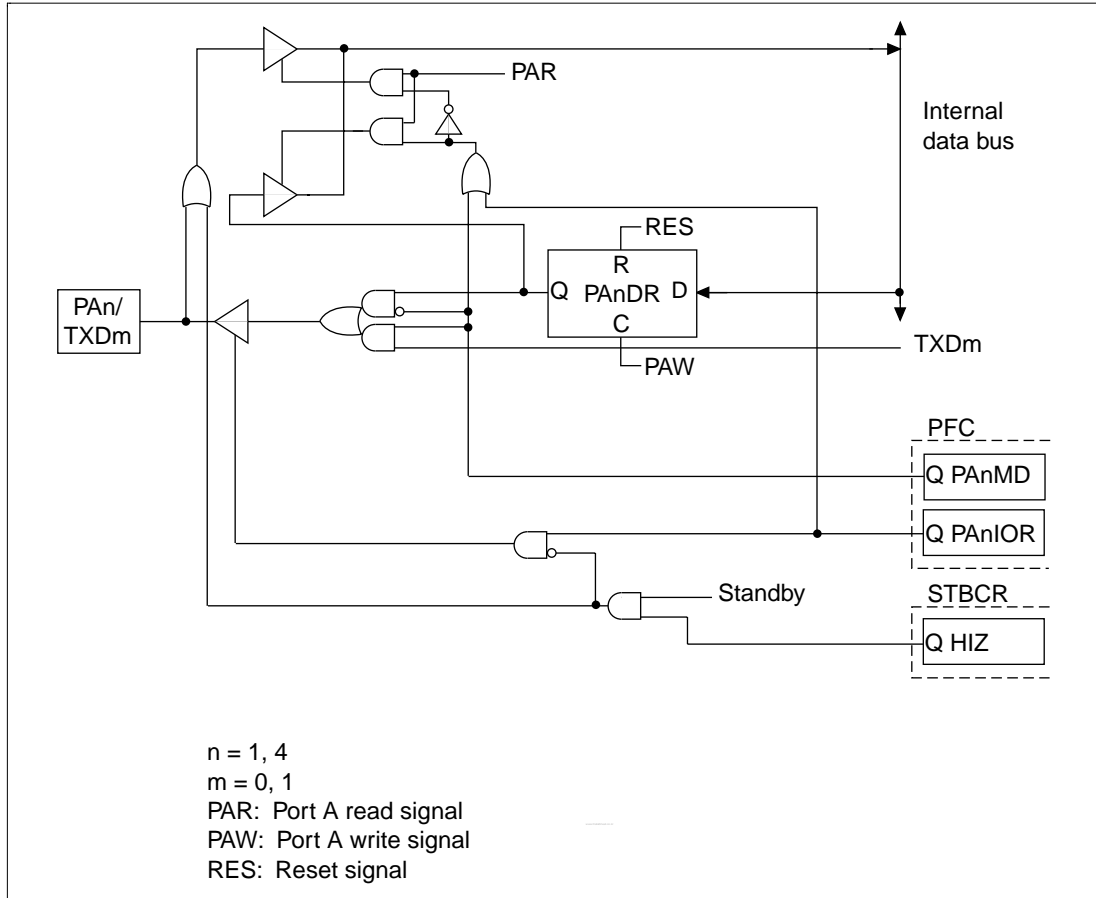 PAR
Internal
data bus
RES
R
Q PAnDR D
C
PAn/
TXDm
TXDm
PAW
PFC
Q PAnMD
Q PAnIOR
Standby
STBCR
Q HIZ
n = 1, 4
m = 0, 1
PAR: Port A read signal
PAW: Port A write signal
RES: Reset signal